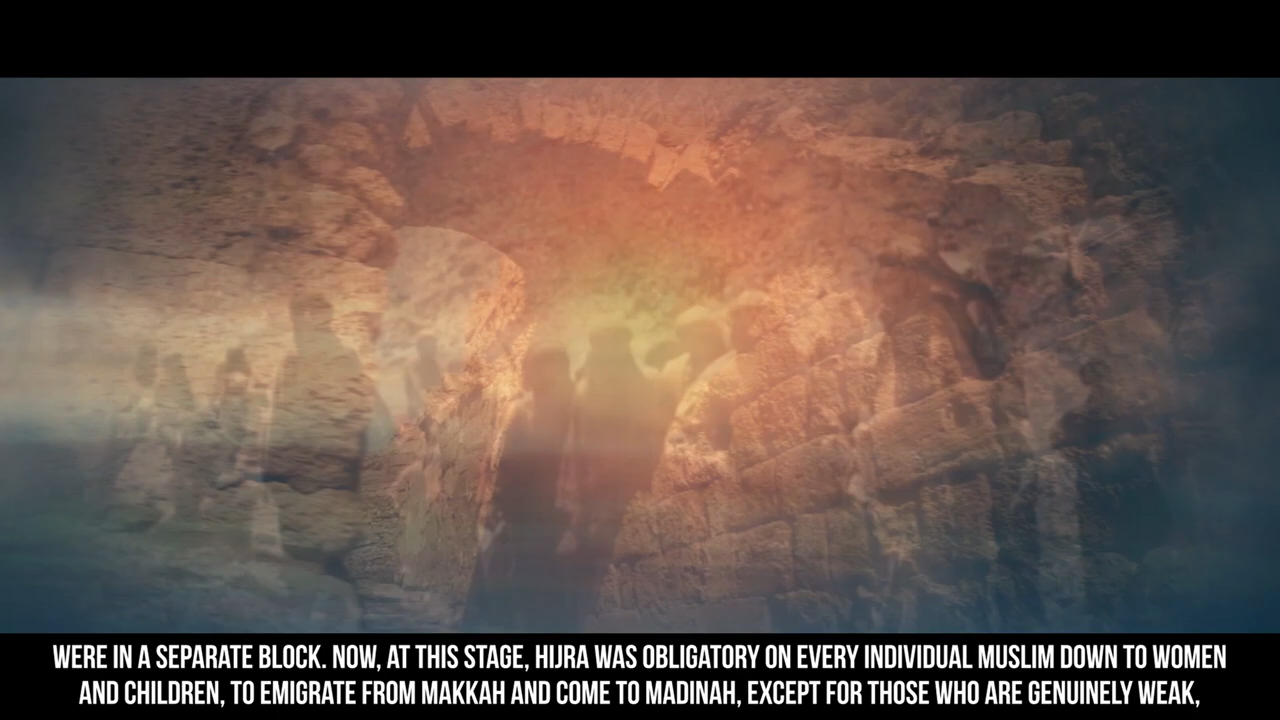 WERE IN A SEPARATE BLOCK. NOW, AT THIS STAGE, HIJRA WAS OBLIGATORY ON EVERY INDIVIDUAL MUSLIM DOWN TO WOMEN
AND CHILDREN, TO EMIGRATE FROM MAKKAH AND COME TO MADINAH, EXCEPT FOR THOSE WHO ARE GENUINELY WEAK,